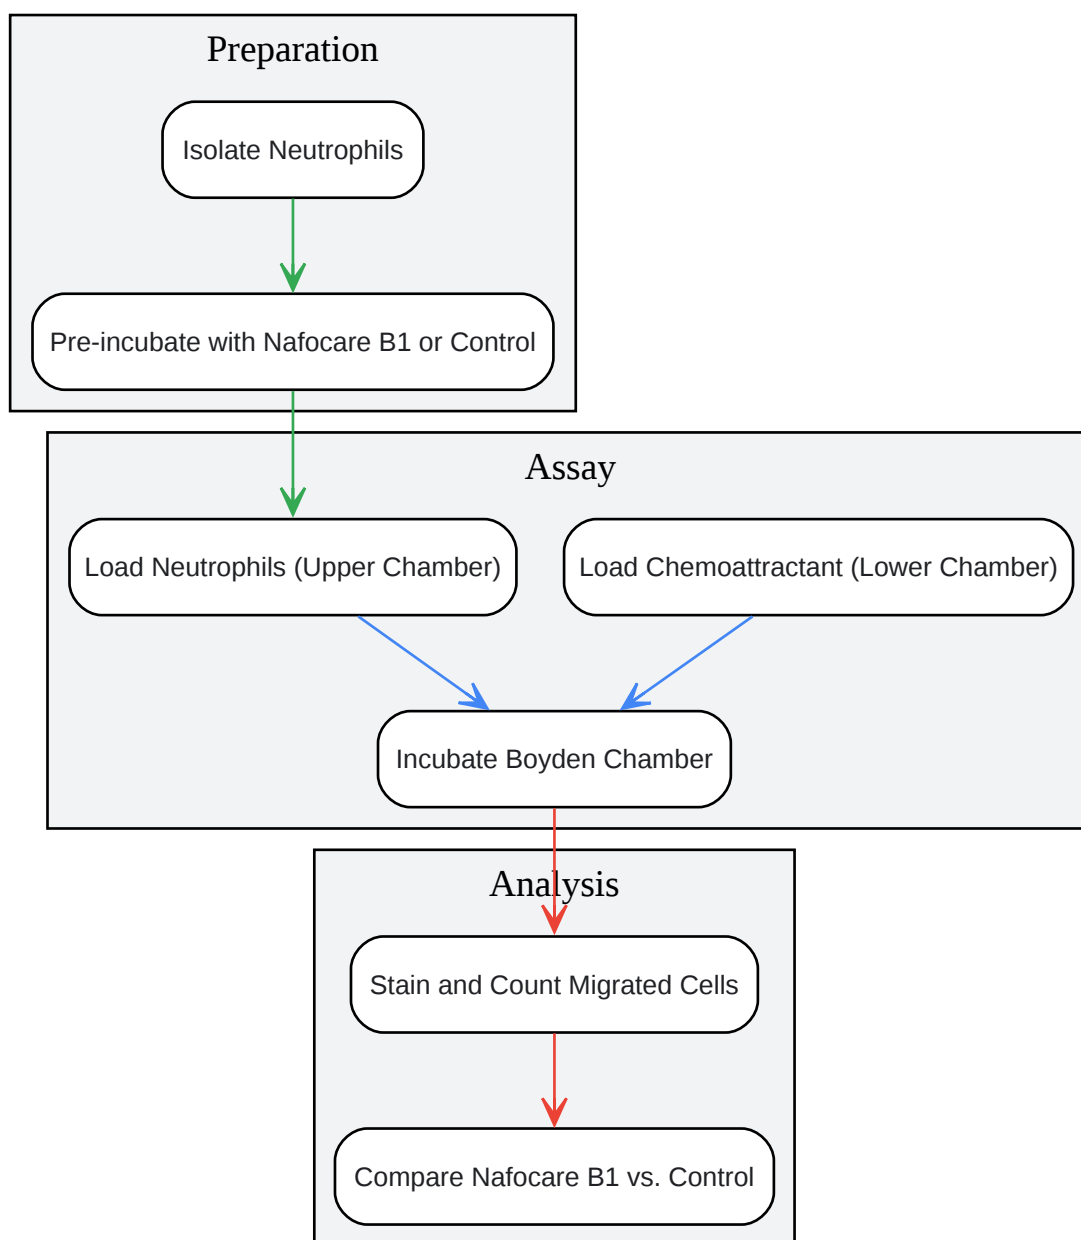 Preparation
Isolate Neutrophils
Pre-incubate with Nafocare B1 or Control
Assay
Load Neutrophils (Upper Chamber)
Load Chemoattractant (Lower Chamber)
Incubate Boyden Chamber
Analysis
Stain and Count Migrated Cells
Compare Nafocare B1 vs. Control